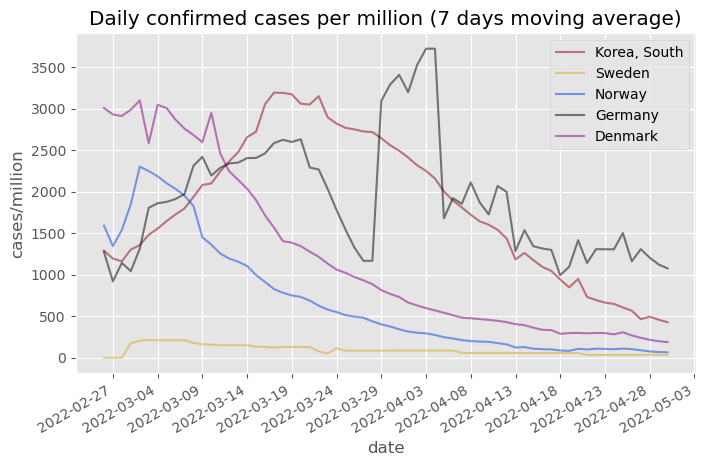 Daily confirmed cases per million (7 days moving average)
Korea, South
Sweden
Norway
Germany
Denmark
cases/million
3500
3000
2500
2000
1500
1000
500
0
2022-02-27
2022-03-04
2022-03-09
2022-03-14
2022-03-19
2022-03-24
2022-03-29
2022-04-03
2022-04-08
2022-04-13
2022-04-18
2022-04-23
2022-04-28
2022-05-03
date